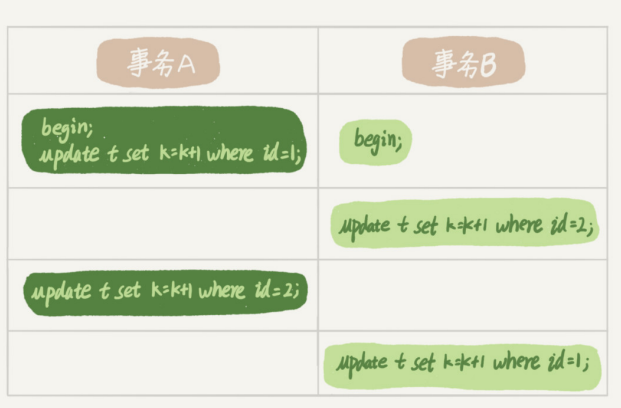 事务A
事务B
begin;
update t set k=k+1 where id=1;
begin;
update t set k=k+1 where id=2;
update t set k=k+1 where id=2;
update t set k=k+1 where id=1;